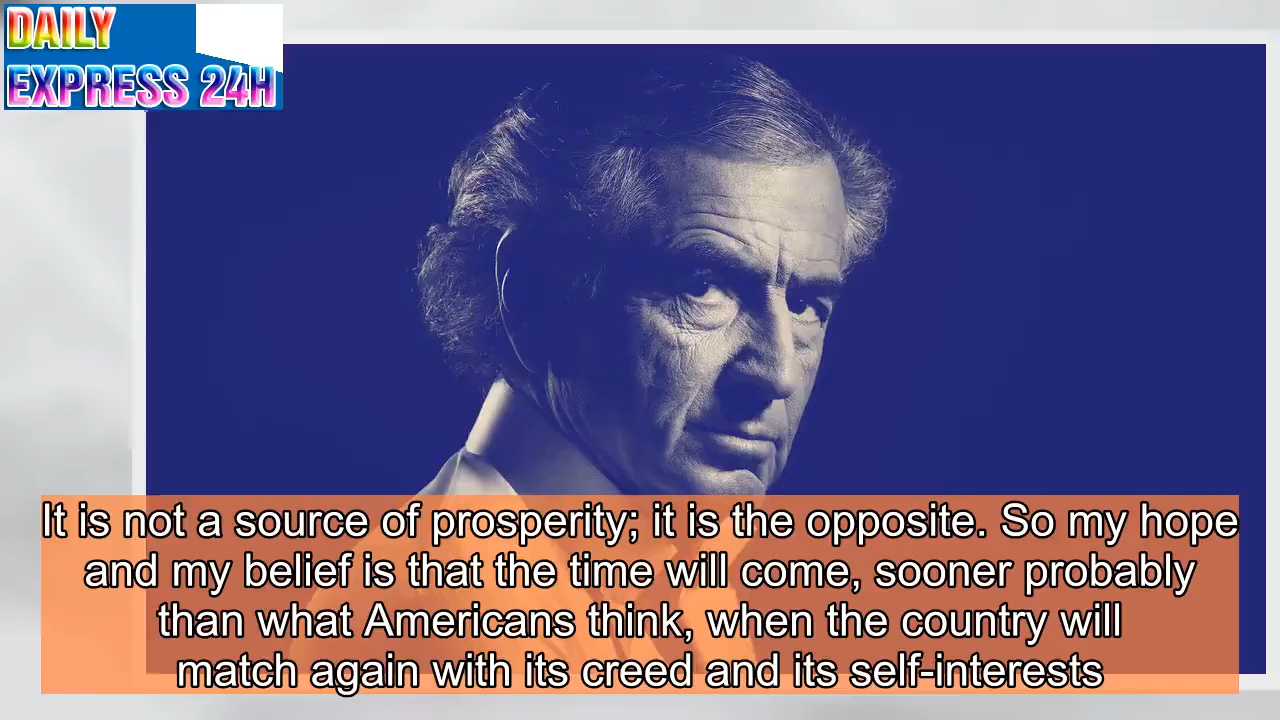 DAILY
EXPRESS 24H
It is not a source of prosperity; it is the opposite. So my hope
and my belief is that the time will come, sooner probably
than what Americans think, when the country will
match again with its creed and its self-interests